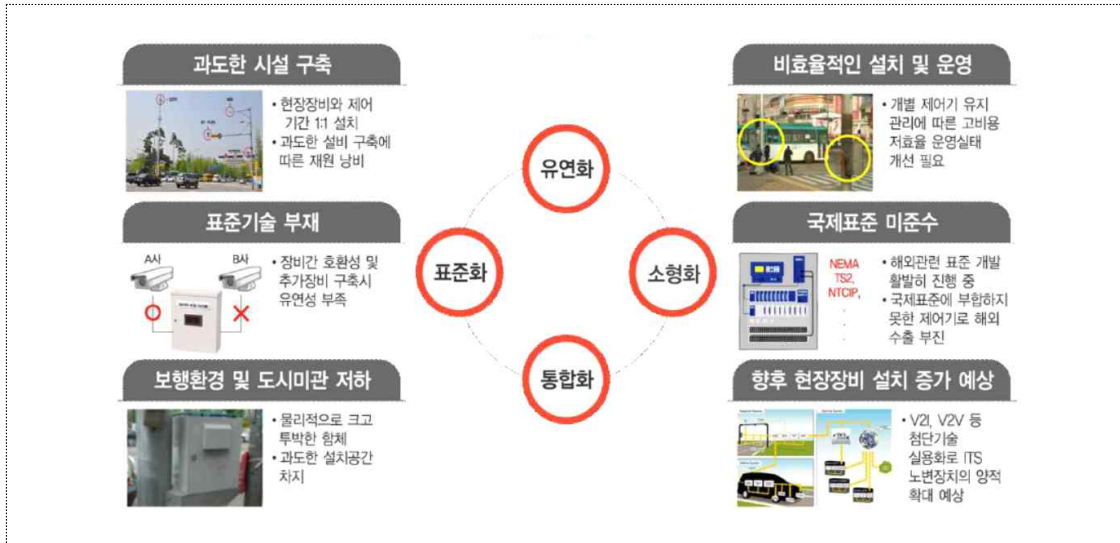 과도한 시설 구축
• 현장장비와 제어
기간 1:1 설치
• 과도한 설비 구축에
따른 재원 낭비
표준기술 부재
A사
B사
• 장비간 호환성 및
추가장비 구축시
유연성 부족
보행환경 및 도시미관 저하
• 물리적으로 크고
투박한 함체
• 과도한 설치공간
차지
유연화
표준화
소형화
통합화
비효율적인 설치 및 운영
• 개별 제어기 유지
관리에 따른 고비용
저효율 운영실태
개선 필요
국제표준 미준수
NEMA
TS2,
NTCIP,
.
.
.
• 해외관련 표준 개발
활발히 진행 중
• 국제표준에 부합하지
못한 제어기로 해외
수출 부진
향후 현장장비 설치 증가 예상
• V2I, V2V 등
첨단기술
실용화로 ITS
노변장치의 양적
확대 예상